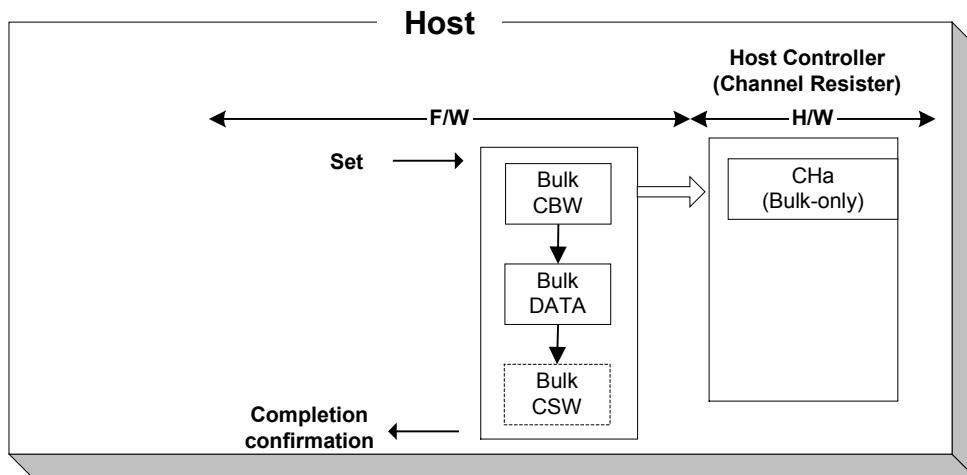 Host
Host Controller
(Channel Resister)
F/W
H/W
Set
Bulk
CBW
CHa
(Bulk-only)
Bulk
DATA
Bulk
CSW
Completion
confirmation